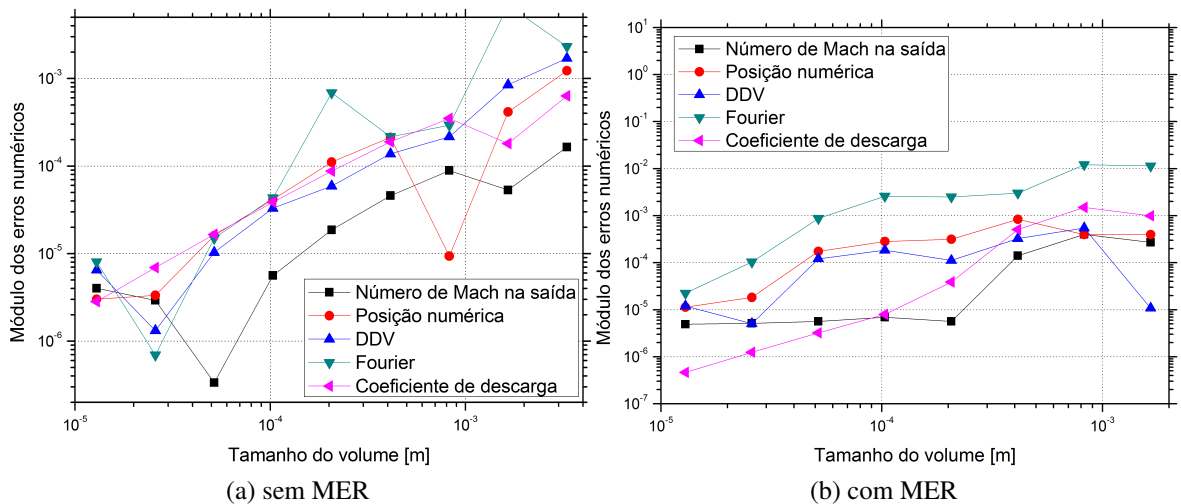 Módulo dos erros numéricos
10^-3
10^-4
10^-5
10^-6
10^-5
10^-4
10^-3
Tamanho do volume [m]
Número de Mach na saída
Posição numérica
DDV
Fourier
Coeficiente de descarga
(a) sem MER
Módulo dos erros numéricos
10^1
10^0
10^-1
10^-2
10^-3
10^-4
10^-5
10^-6
10^-7
10^-5
10^-4
10^-3
Tamanho do volume [m]
Número de Mach na saída
Posição numérica
DDV
Fourier
Coeficiente de descarga
(b) com MER